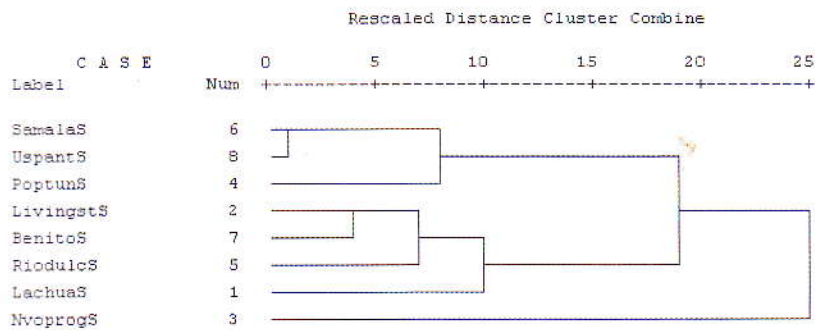 Rescaled Distance Cluster Combine
C A S E 0 5 10 15 20 25
Label Num
SamalaS 6
UspantS 8
PoptunS 4
LivingstS 2
BenitoS 7
RiodulcS 5
LachuaS 1
NvoprogS 3